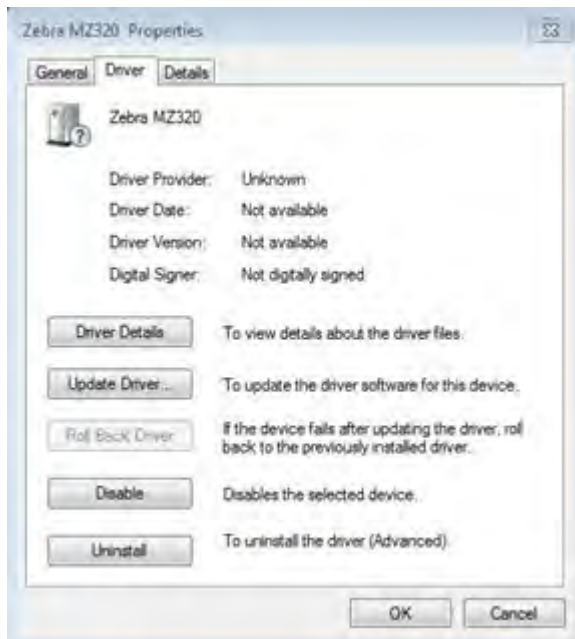 Zebra MZ320 Properties
General Driver Details
Zebra MZ320
Driver Provider: Unknown
Driver Date: Not available
Driver Version: Not available
Digital Signer: Not digitally signed
Driver Details To view details about the driver files.
Update Driver... To update the driver software for this device.
Roll Back Driver If the device fails after updating the driver, roll
back to the previously installed driver.
Disable Disables the selected device.
Uninstall To uninstall the driver (Advanced).
OK Cancel